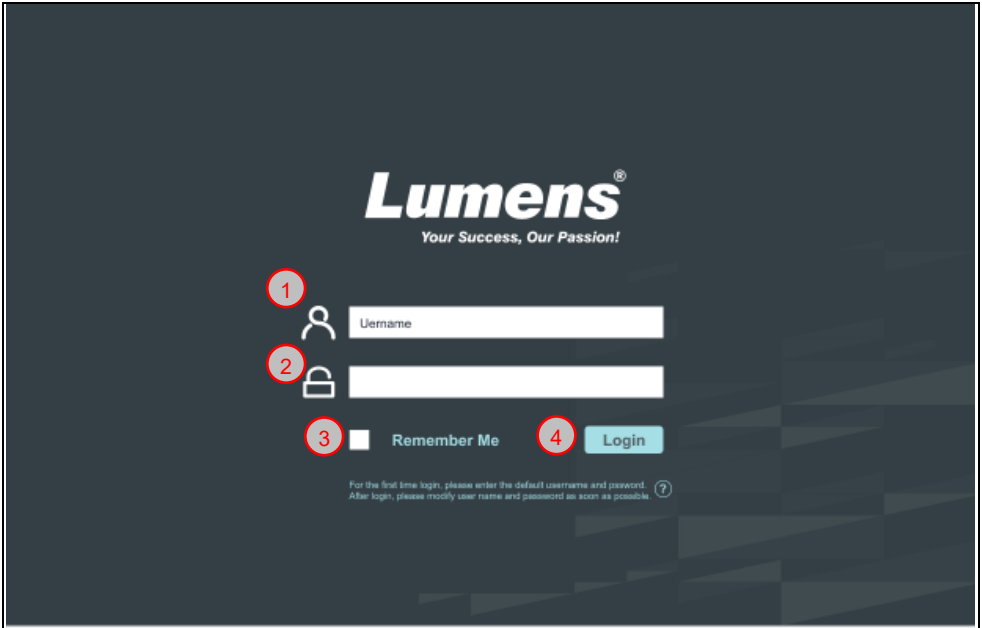 Lumens®
Your Success, Our Passion!
1
Uername
2
3
Remember Me
4
Login
For the first time login, please enter the default username and pssword.
After login, please modify user name and password as soon as possible.
?